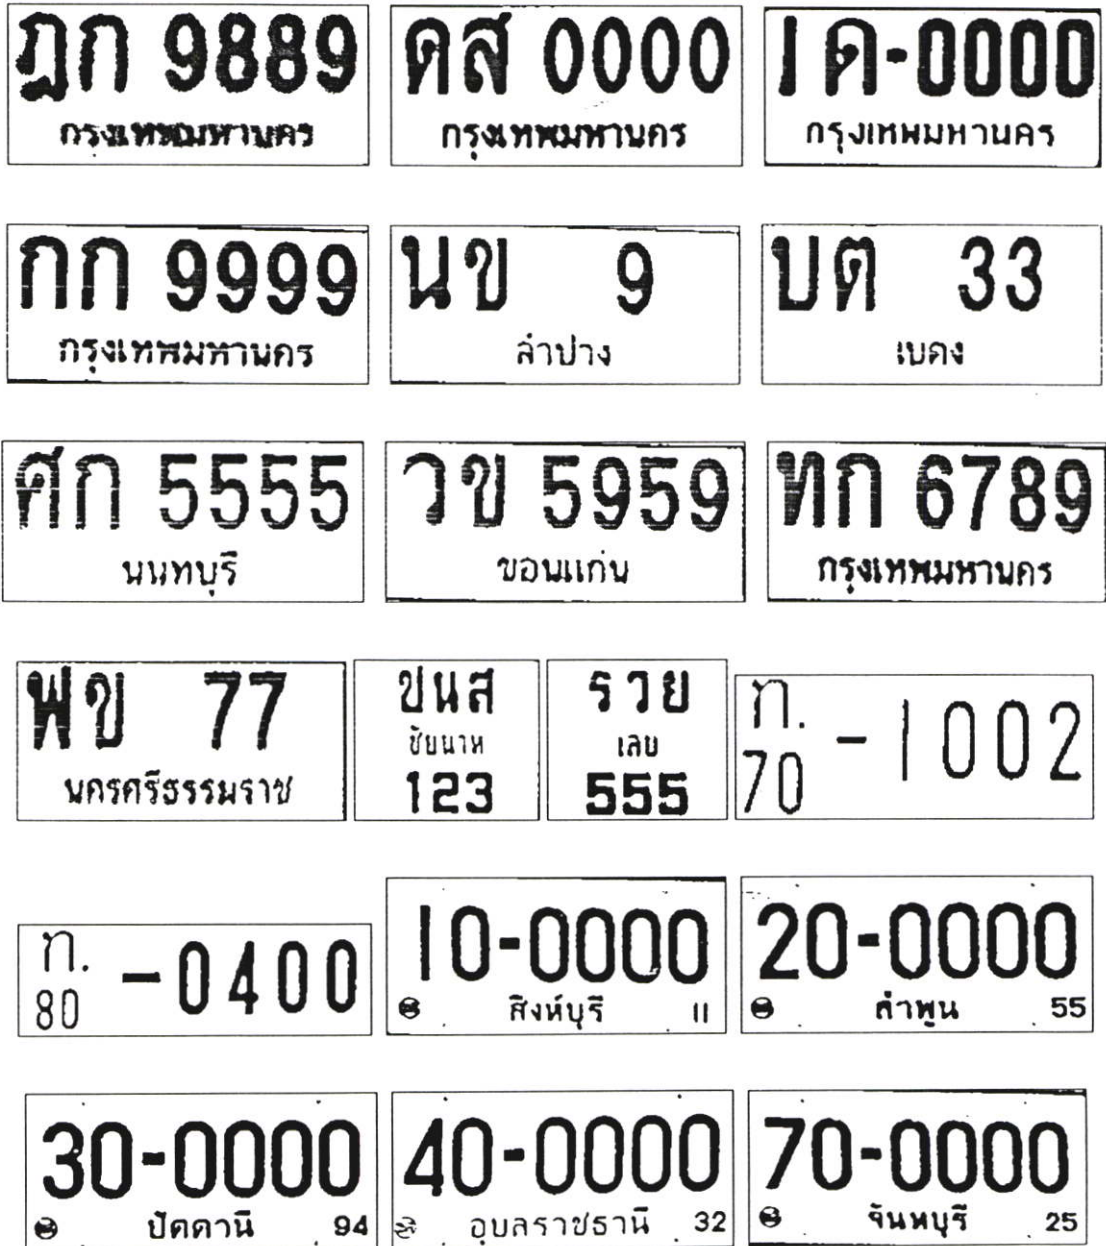 ฎก 9889
กรุงเทพมหานคร
ดส 0000
กรุงเทพมหานคร
1 ด-0000
กรุงเทพมหานคร
กก 9999
กรุงเทพมหานคร
นข 9
ลำปาง
บต 33
เบตง
ศก 5555
นนทบุรี
วข 5959
ขอนแก่น
ทก 6789
กรุงเทพมหานคร
ฬข 77
นครศรีธรรมราช
ขนส
ชัยนาท
123
รวย
เลย
555
ก.
70 -1002
ก.
80 -0400
10-0000
สิงห์บุรี 11
20-0000
ลำพูน 55
30-0000
ปัตตานี 94
40-0000
อุบลราชธานี 32
70-0000
จันทบุรี 25